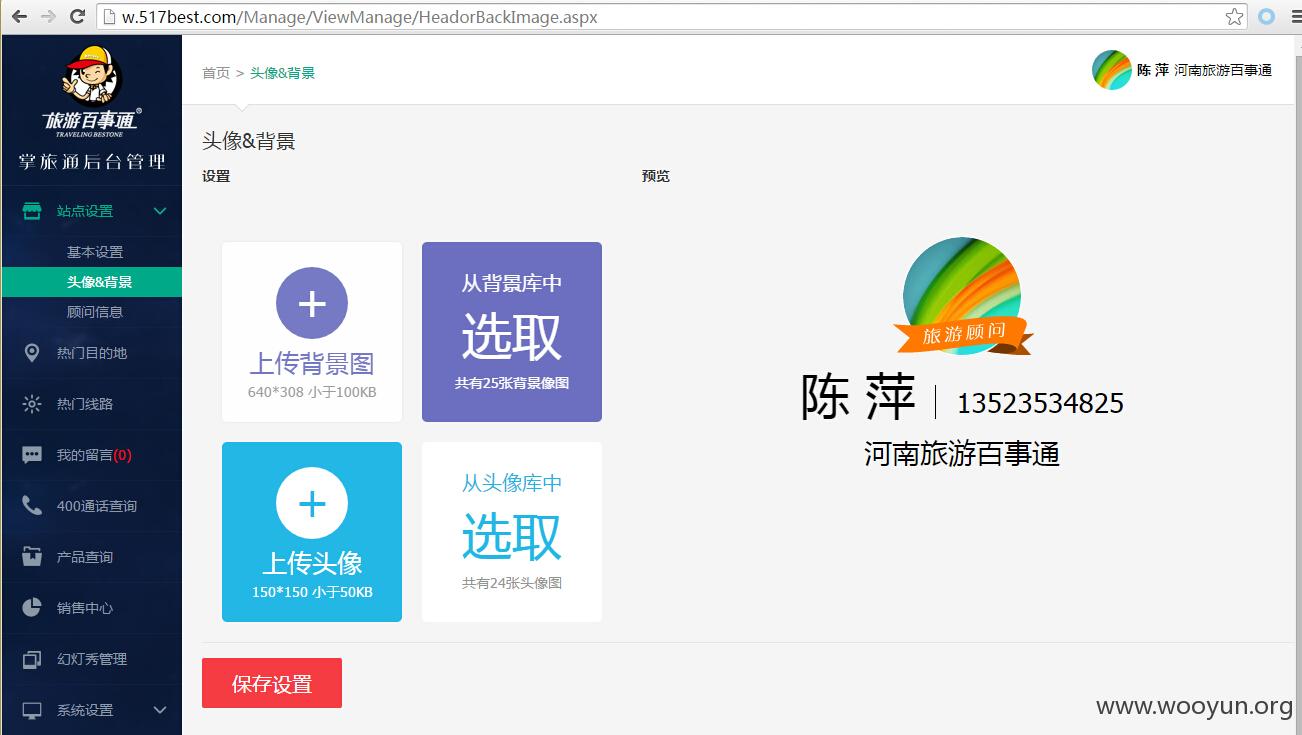 w.517best.com/Manage/ViewManage/HeadorBackImage.aspx
旅游百事通®
TRAVELING BESTONE
掌旅通后台管理
站点设置
基本设置
头像&背景
顾问信息
热门目的地
热门线路
我的留言(0)
400通话查询
产品查询
销售中心
幻灯秀管理
系统设置
首页 > 头像&背景
陈 萍 河南旅游百事通
头像&背景
设置
预览
上传背景图
640*308 小于100KB
从背景库中
选取
共有25张背景像图
上传头像
150*150 小于50KB
从头像库中
选取
共有24张头像图
旅游顾问
陈 萍 | 13523534825
河南旅游百事通
保存设置
www.wooyun.org